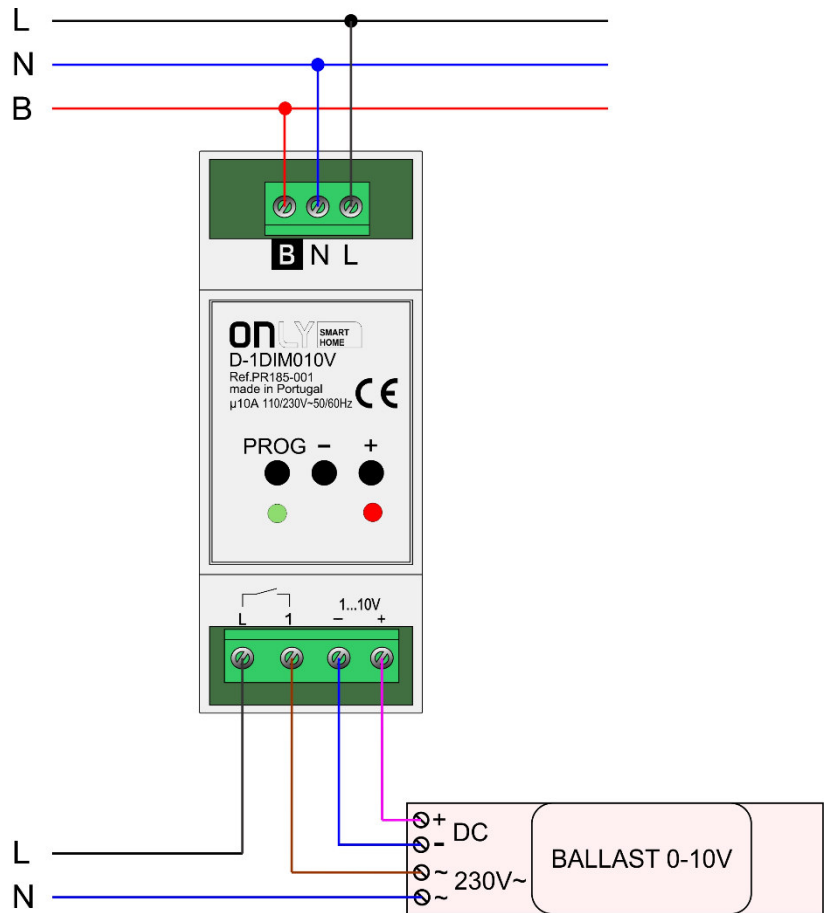 L
N
B
B N L
ONLY SMART HOME
D-1DIM010V
Ref.PR185-001
made in Portugal
µ10A 110/230V~50/60Hz CE
PROG − +
1...10V
L 1 − +
+ DC
-
~ 230V~
~
BALLAST 0-10V
L
N